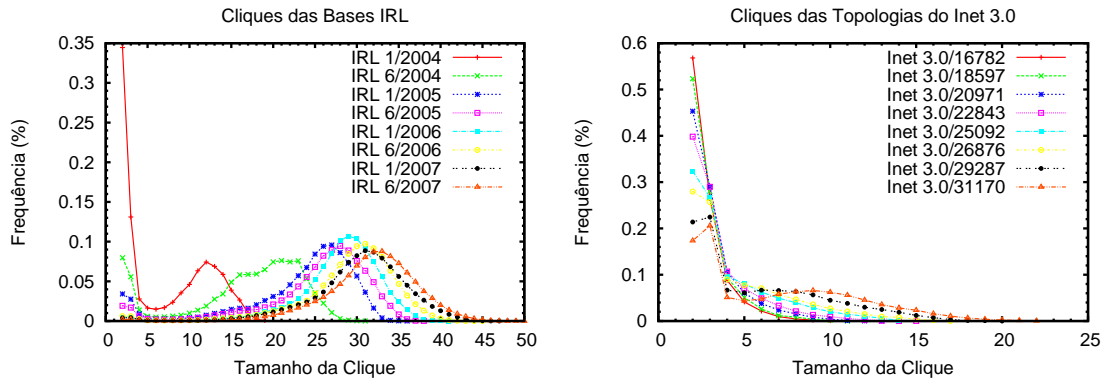 Cliques das Bases IRL
Frequência (%)
0.35
0.3
0.25
0.2
0.15
0.1
0.05
0
0 5 10 15 20 25 30 35 40 45 50
Tamanho da Clique
IRL 1/2004
IRL 6/2004
IRL 1/2005
IRL 6/2005
IRL 1/2006
IRL 6/2006
IRL 1/2007
IRL 6/2007
Cliques das Topologias do Inet 3.0
Frequência (%)
0.6
0.5
0.4
0.3
0.2
0.1
0
0 5 10 15 20 25
Tamanho da Clique
Inet 3.0/16782
Inet 3.0/18597
Inet 3.0/20971
Inet 3.0/22843
Inet 3.0/25092
Inet 3.0/26876
Inet 3.0/29287
Inet 3.0/31170